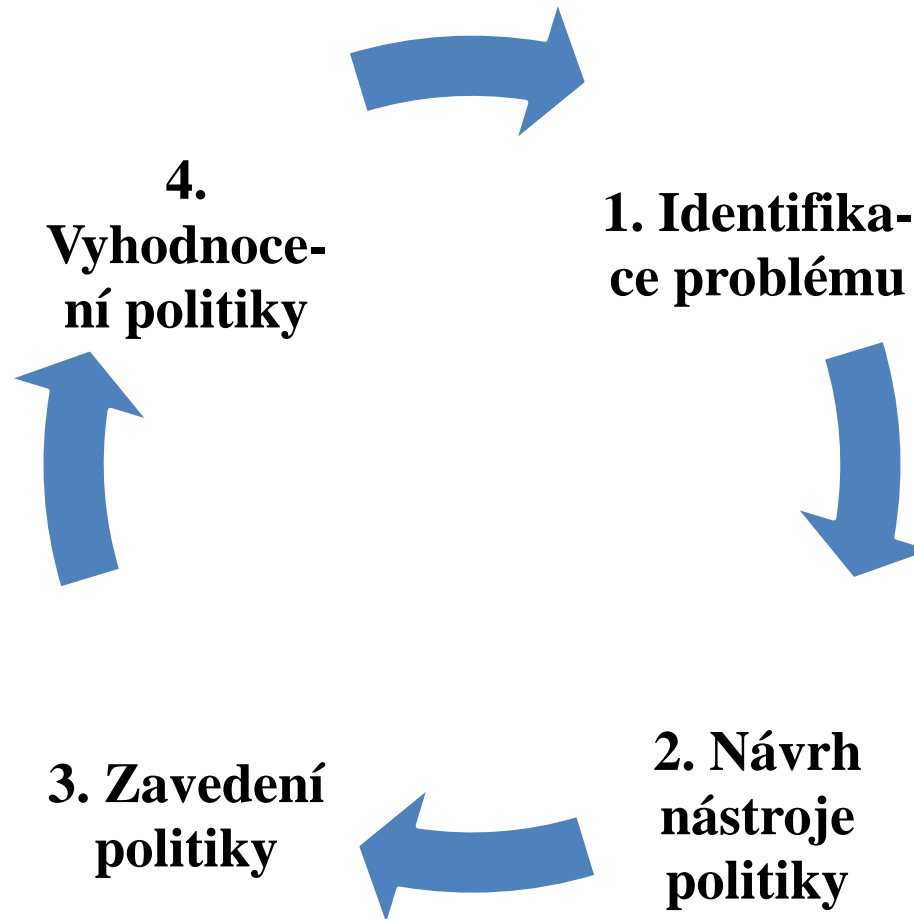 1. Identifika-
ce problému
2. Návrh
nástroje
politiky
3. Zavedení
politiky
4.
Vyhodnoce-
ní politiky